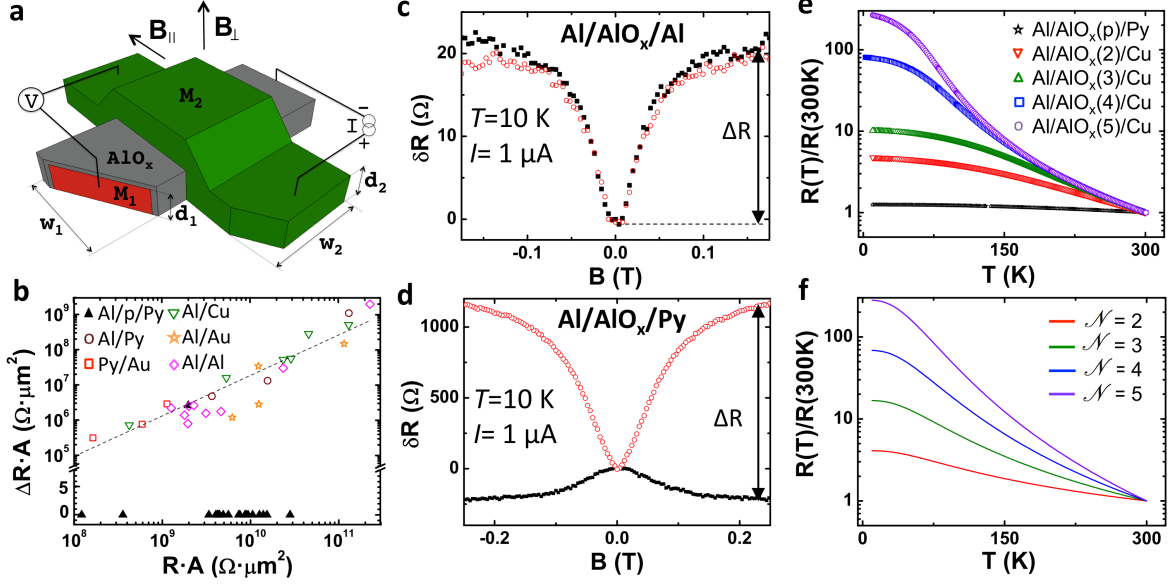 a
B||
B⊥
M₂
V
I
−
+
AlOₓ
M₁
d₁
d₂
w₁
w₂
b
Al/p/Py
Al/Py
Py/Au
Al/Cu
Al/Au
Al/Al
ΔR·A (Ω·μm²)
10⁹
10⁸
10⁷
10⁶
10⁵
5
0
10⁸ 10⁹ 10¹⁰ 10¹¹
R·A (Ω·μm²)
c
Al/AlOₓ/Al
δR (Ω)
20
10
0
T=10 K
I= 1 μA
ΔR
-0.1 0.0 0.1
B (T)
d
Al/AlOₓ/Py
δR (Ω)
1000
500
0
T=10 K
I= 1 μA
ΔR
-0.2 0.0 0.2
B (T)
e
R(T)/R(300K)
100
10
1
Al/AlOₓ(p)/Py
Al/AlOₓ(2)/Cu
Al/AlOₓ(3)/Cu
Al/AlOₓ(4)/Cu
Al/AlOₓ(5)/Cu
0 150 300
T (K)
f
R(T)/R(300K)
100
10
1
𝒩 = 2
𝒩 = 3
𝒩 = 4
𝒩 = 5
0 150 300
T (K)